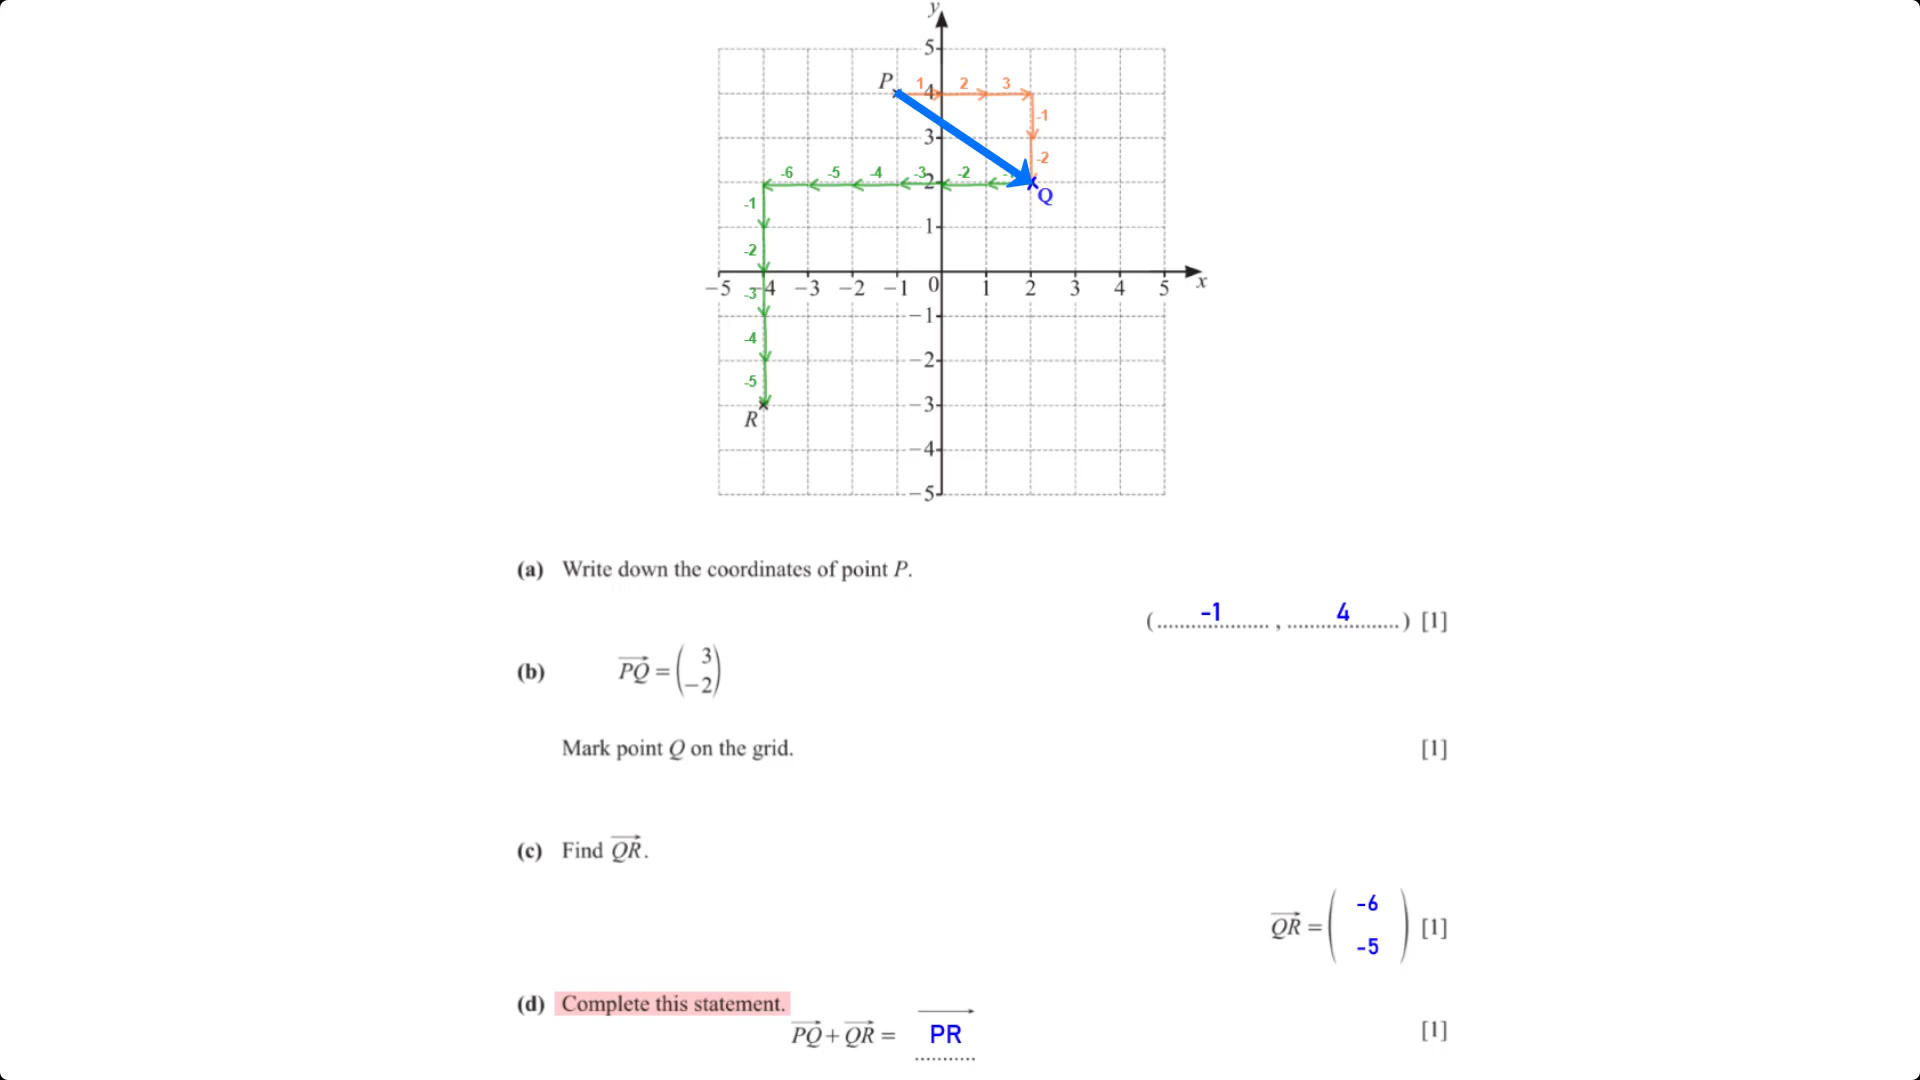 y
5
P 1 4 2 3
-1
3
-2
-6 -5 -4 -3 2 -2
Q
-1
1
-2
−5 -3 −4 −3 −2 −1 0 1 2 3 4 5 x
−1
-4
−2
-5
−3
R
−4
−5
(a) Write down the coordinates of point P.
(.....-1....., .....4.....) [1]
(b) PQ = (3 −2)
Mark point Q on the grid. [1]
(c) Find QR.
QR = (-6 -5) [1]
(d) Complete this statement.
PQ + QR = PR [1]